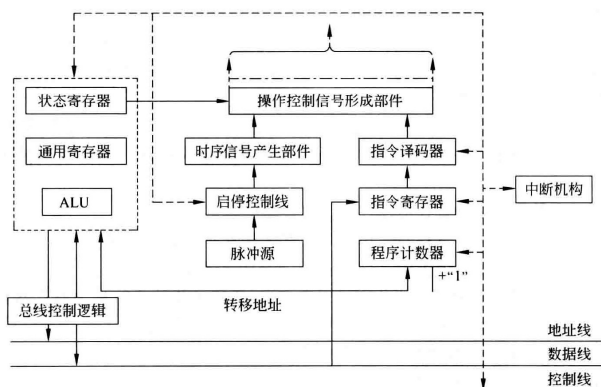 状态寄存器
操作控制信号形成部件
通用寄存器
时序信号产生部件
指令译码器
ALU
启停控制线
指令寄存器
中断机构
脉冲源
程序计数器
+“1”
总线控制逻辑
转移地址
地址线
数据线
控制线